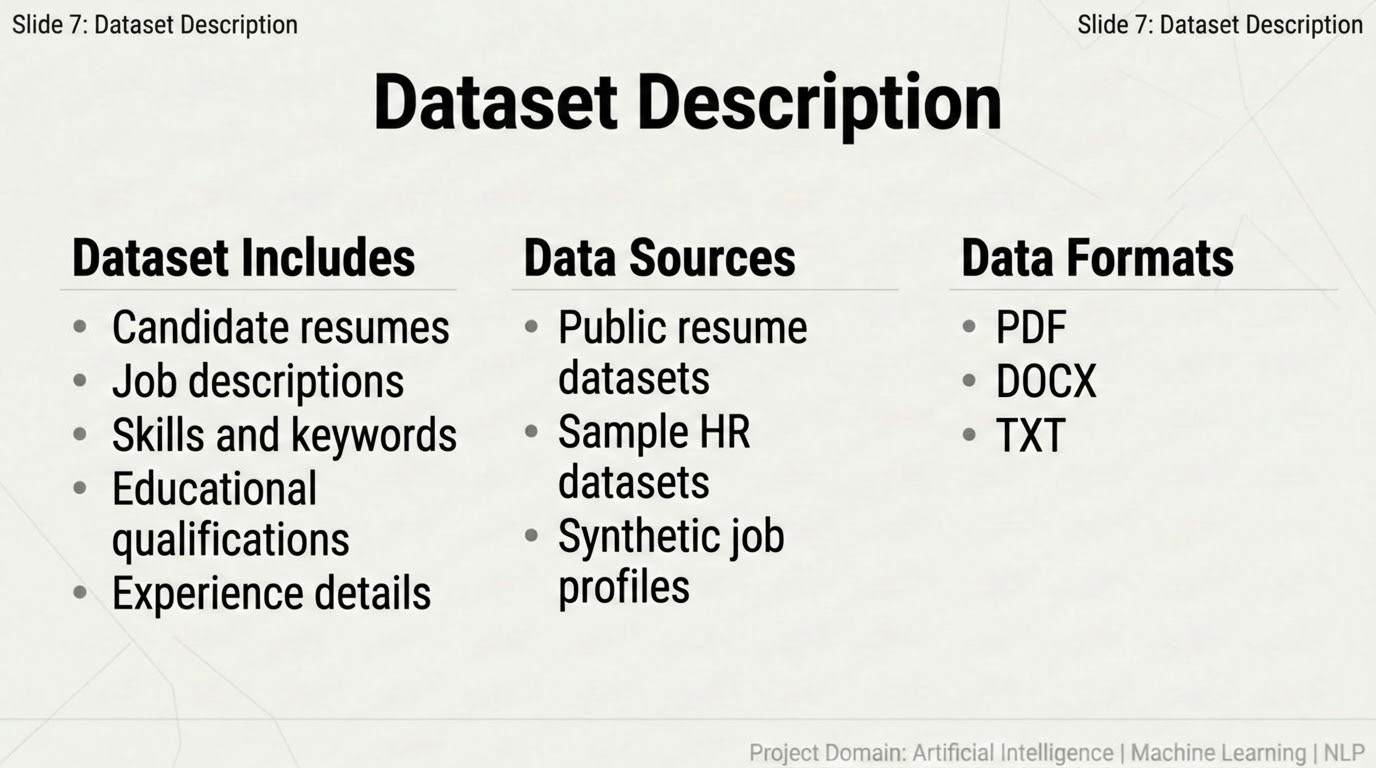 Slide 7: Dataset Description
Slide 7: Dataset Description
Dataset Description
Dataset Includes
• Candidate resumes
• Job descriptions
• Skills and keywords
• Educational
qualifications
• Experience details
Data Sources
• Public resume
datasets
• Sample HR
datasets
• Synthetic job
profiles
Data Formats
• PDF
• DOCX
• TXT
Project Domain: Artificial Intelligence | Machine Learning | NLP